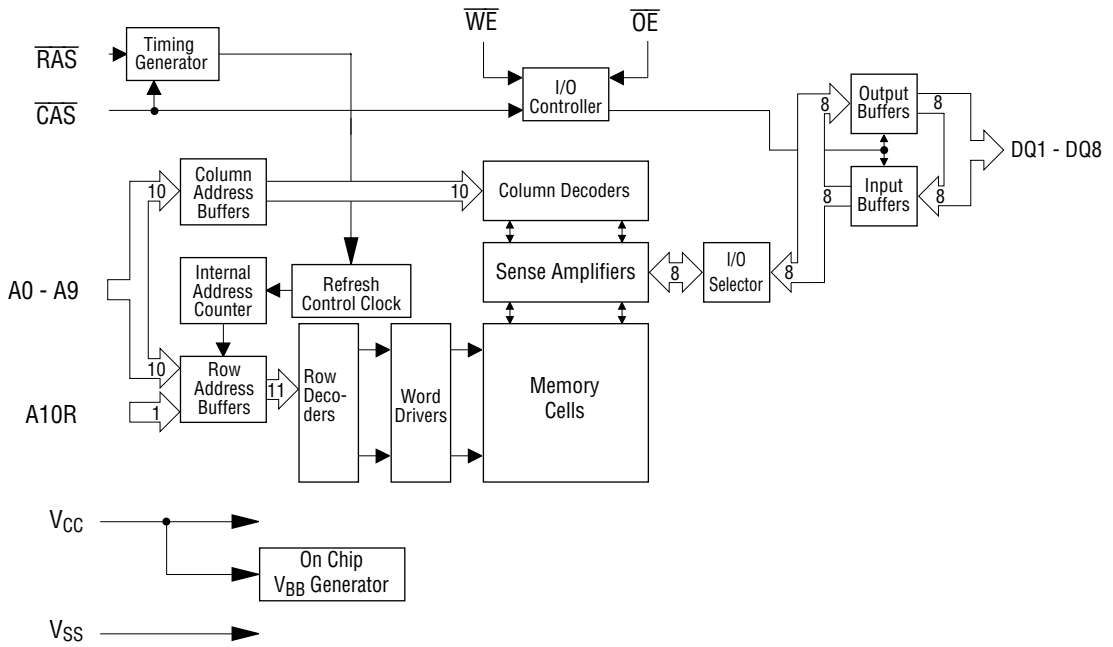 WE
OE
RAS
Timing
Generator
CAS
I/O
Controller
8
Output
Buffers
8
DQ1 - DQ8
10
Column
Address
Buffers
10
Column Decoders
8
Input
Buffers
8
A0 - A9
Internal
Address
Counter
Refresh
Control Clock
Sense Amplifiers
8
I/O
Selector
8
10
Row
Address
Buffers
11
Row
Deco-
ders
Word
Drivers
Memory
Cells
A10R
1
VCC
On Chip
VBB Generator
VSS